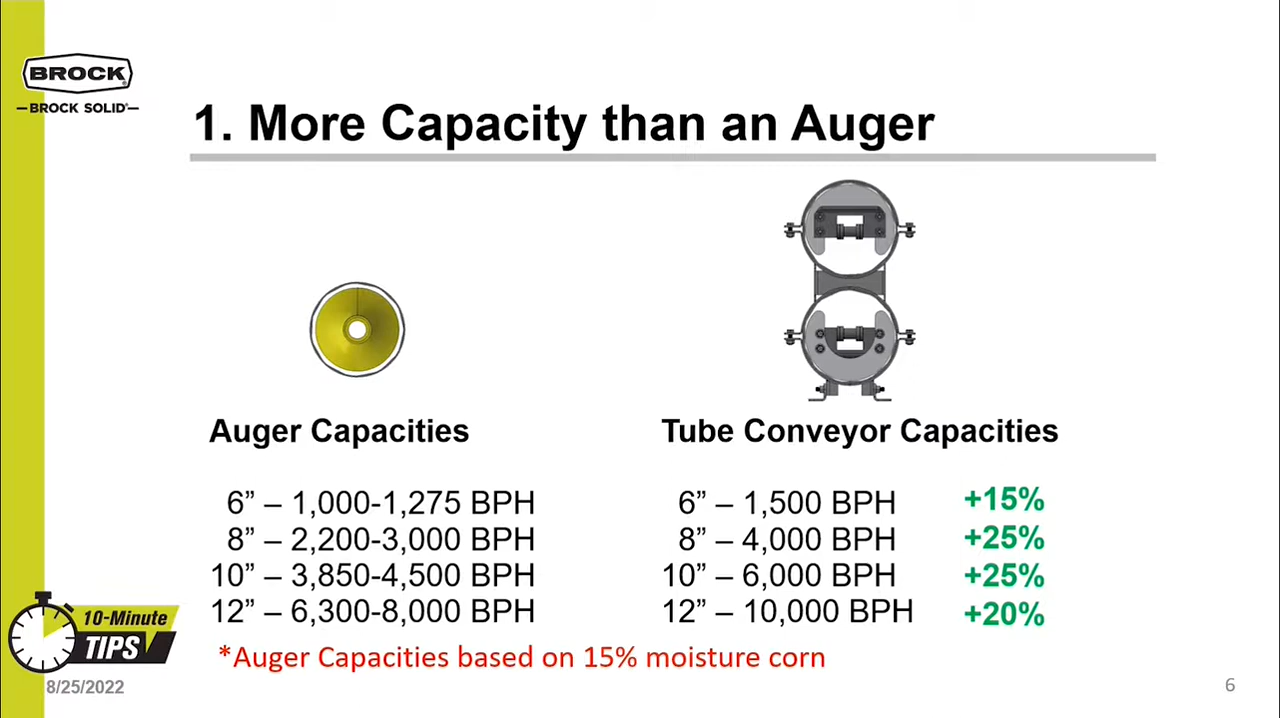 BROCK®
BROCK SOLID®
1. More Capacity than an Auger
Auger Capacities
6” – 1,000-1,275 BPH
8” – 2,200-3,000 BPH
10” – 3,850-4,500 BPH
12” – 6,300-8,000 BPH
Tube Conveyor Capacities
6” – 1,500 BPH +15%
8” – 4,000 BPH +25%
10” – 6,000 BPH +25%
12” – 10,000 BPH +20%
*Auger Capacities based on 15% moisture corn
10-Minute
TIPS
8/25/2022
6